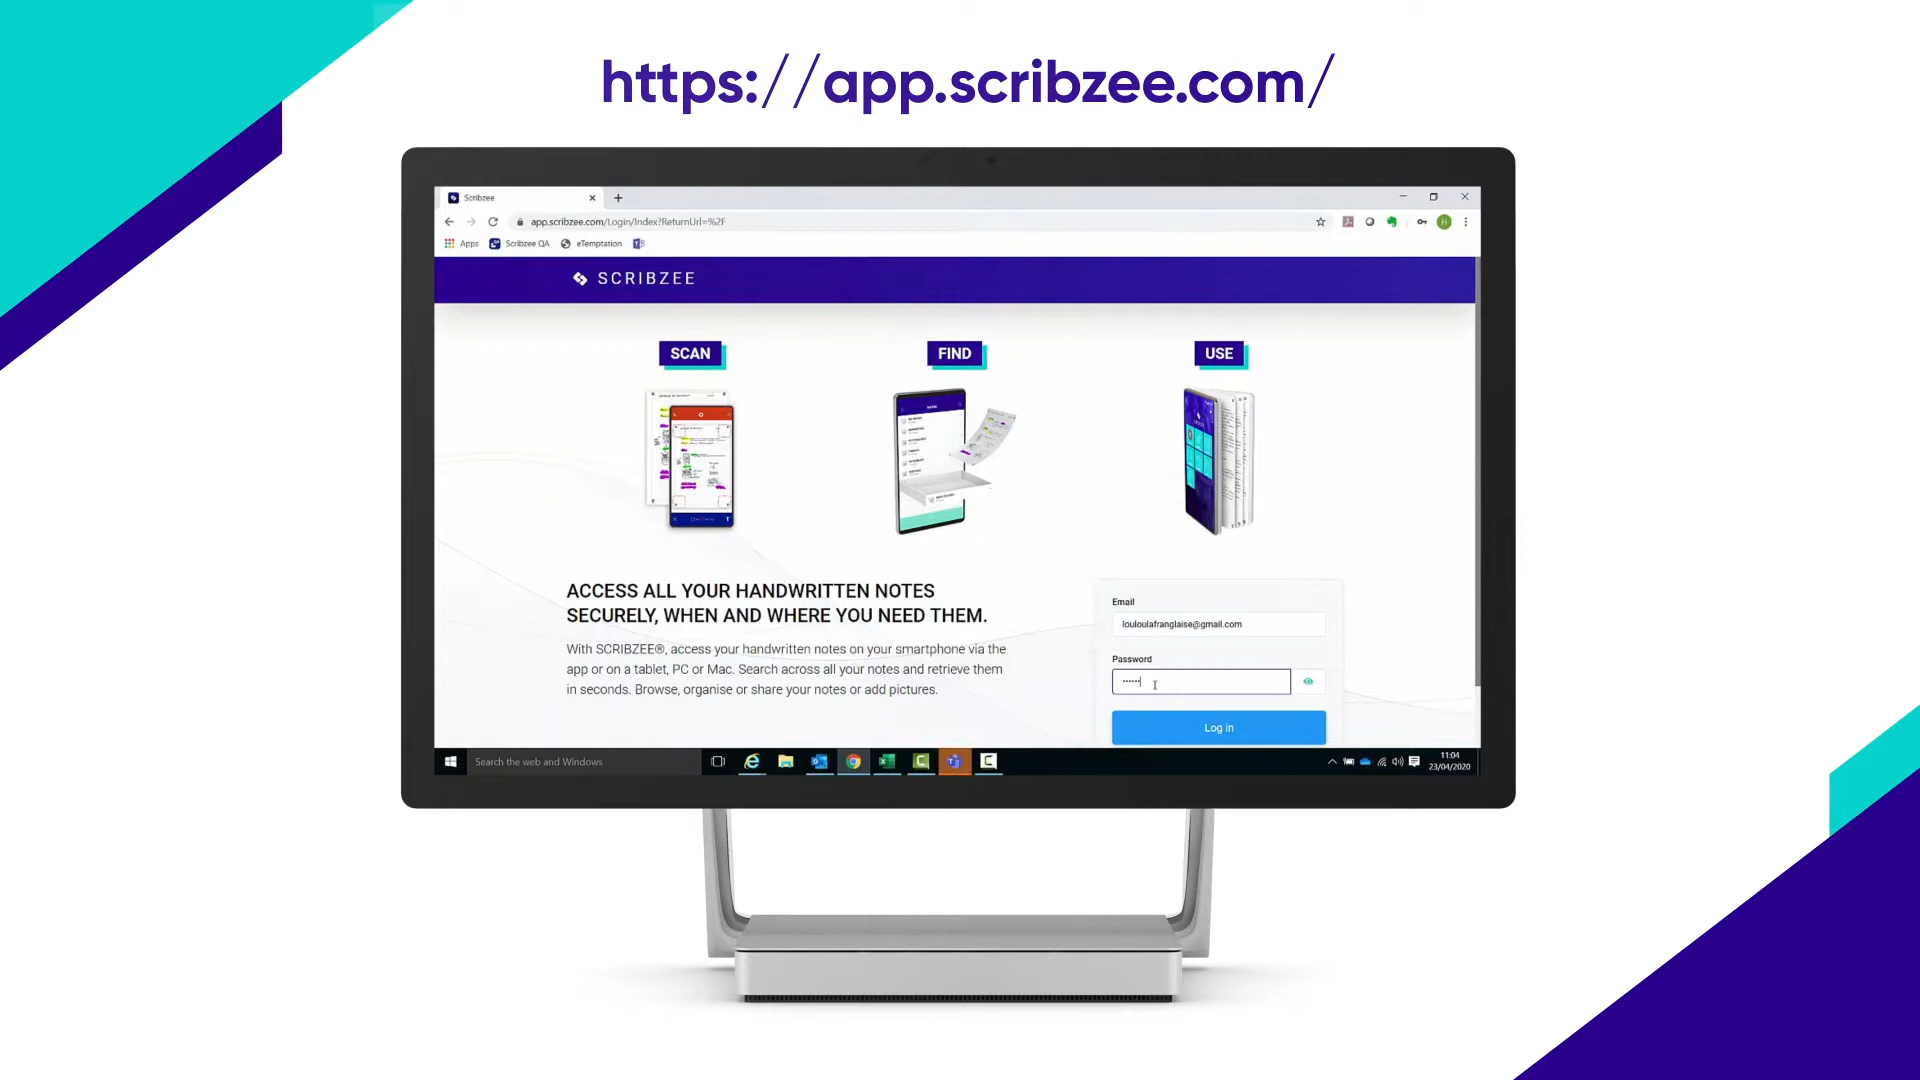 https://app.scribzee.com/
Scribzee
app.scribzee.com/Login/Index?ReturnUrl=%2F
Apps
Scribzee QA
eTemptation
SCRIBZEE
SCAN
FIND
USE
ACCESS ALL YOUR HANDWRITTEN NOTES
SECURELY, WHEN AND WHERE YOU NEED THEM.
With SCRIBZEE®, access your handwritten notes on your smartphone via the
app or on a tablet, PC or Mac. Search across all your notes and retrieve them
in seconds. Browse, organise or share your notes or add pictures.
Email
louloulafranglaise@gmail.com
Password
Log in
Search the web and Windows
11:04
23/04/2020